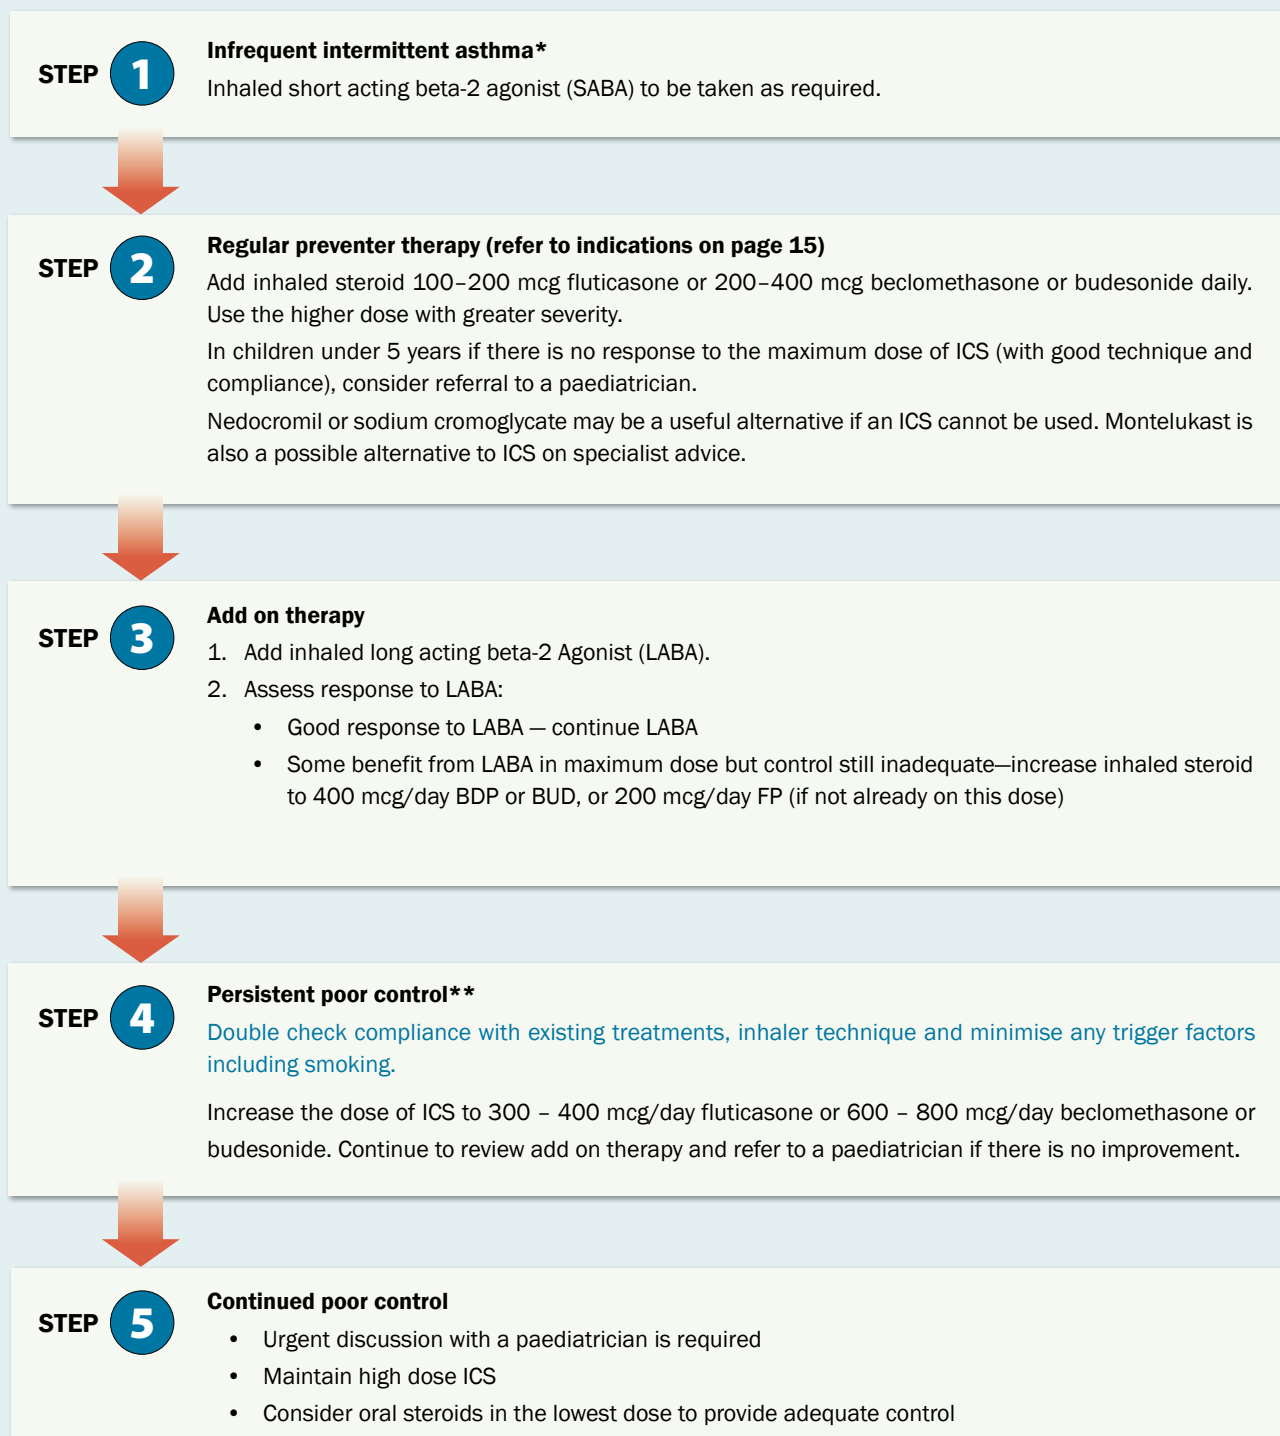 STEP 1
Infrequent intermittent asthma*
Inhaled short acting beta-2 agonist (SABA) to be taken as required.
STEP 2
Regular preventer therapy (refer to indications on page 15)
Add inhaled steroid 100–200 mcg fluticasone or 200–400 mcg beclomethasone or budesonide daily.
Use the higher dose with greater severity.
In children under 5 years if there is no response to the maximum dose of ICS (with good technique and
compliance), consider referral to a paediatrician.
Nedocromil or sodium cromoglycate may be a useful alternative if an ICS cannot be used. Montelukast is
also a possible alternative to ICS on specialist advice.
STEP 3
Add on therapy
1. Add inhaled long acting beta-2 Agonist (LABA).
2. Assess response to LABA:
• Good response to LABA — continue LABA
• Some benefit from LABA in maximum dose but control still inadequate—increase inhaled steroid
to 400 mcg/day BDP or BUD, or 200 mcg/day FP (if not already on this dose)
STEP 4
Persistent poor control**
Double check compliance with existing treatments, inhaler technique and minimise any trigger factors
including smoking.
Increase the dose of ICS to 300 – 400 mcg/day fluticasone or 600 – 800 mcg/day beclomethasone or
budesonide. Continue to review add on therapy and refer to a paediatrician if there is no improvement.
STEP 5
Continued poor control
• Urgent discussion with a paediatrician is required
• Maintain high dose ICS
• Consider oral steroids in the lowest dose to provide adequate control